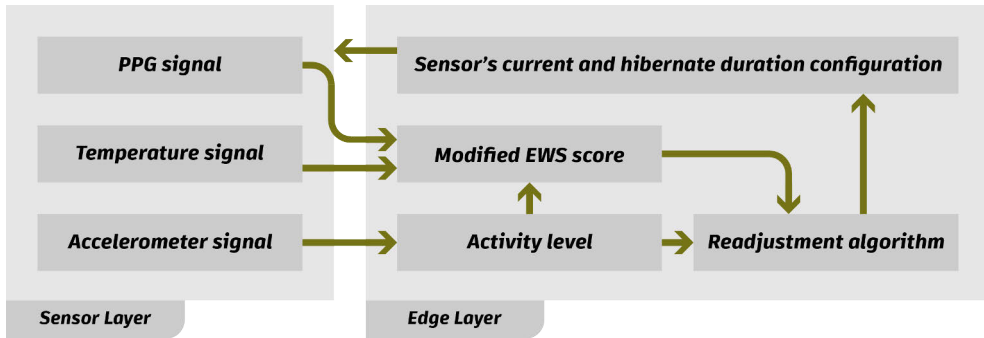 PPG signal
Sensor's current and hibernate duration configuration
Temperature signal
Modified EWS score
Accelerometer signal
Activity level
Readjustment algorithm
Sensor Layer
Edge Layer